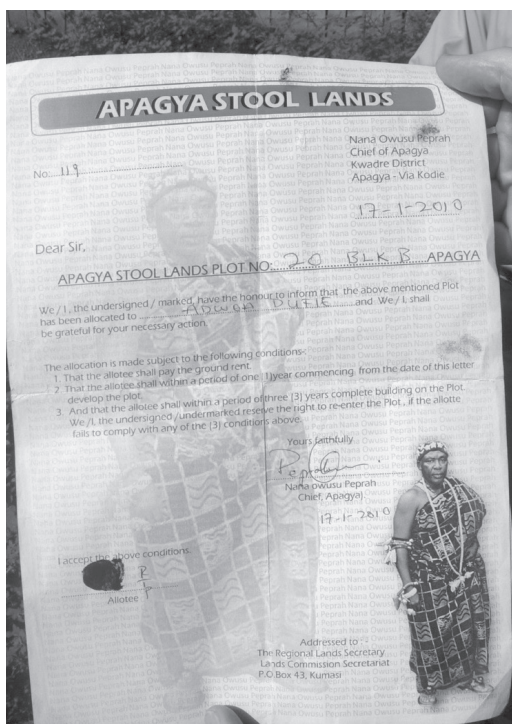 APAGYA STOOL LANDS
Nana Owusu Peprah
Chief of Apagya
Kwadre District
Apagya - Via Kodie
No: 119
17-1-2010
Dear Sir,
APAGYA STOOL LANDS PLOT NO: 20 BLK B APAGYA
We / I, the undersigned / marked, have the honour to inform that the above mentioned Plot
has been allocated to ADWOA DUFIE and We / I, shall
be grateful for your necessary action.
The allocation is made subject to the following conditions-:
1. That the allotee shall pay the ground rent.
2. That the allotee shall within a period of one [1] year commencing, from the date of this letter
develop the plot.
3. And that the allotee shall within a period of three [3] years complete building on the Plot.
We /I, the undersigned /undermarked reserve the right to re-enter the Plot, if the allotte
fails to comply with any of the [3] conditions above.
Yours faithfully
Nana owusu Peprah
Chief, Apagya)
17-1-2010
I accept the above conditions.
R
T
P
Allotee
Addressed to : -
The Regional Lands Secretary
Lands Commission Secretariat
P.O.Box 43, Kumasi